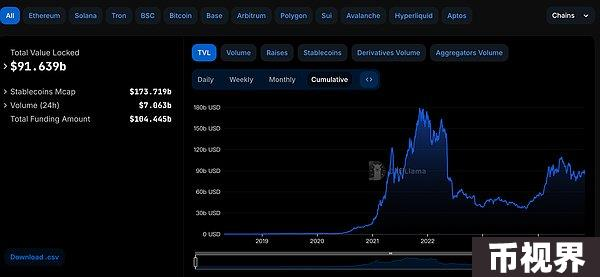 All Ethereum Solana Tron BSC Bitcoin Base Arbitrum Polygon Sui Avalanche Hyperliquid Aptos Chains
Total Value Locked
$91.639b
Stablecoins Mcap $173.719b
Volume (24h) $7.063b
Total Funding Amount $104.445b
Download .csv
TVL Volume Raises Stablecoins Derivatives Volume Aggregators Volume
Daily Weekly Monthly Cumulative <>
180b USD
150b USD
120b USD
90b USD
60b USD
30b USD
0 USD
2019 2020 2021 2022
DefiLlama
币视界